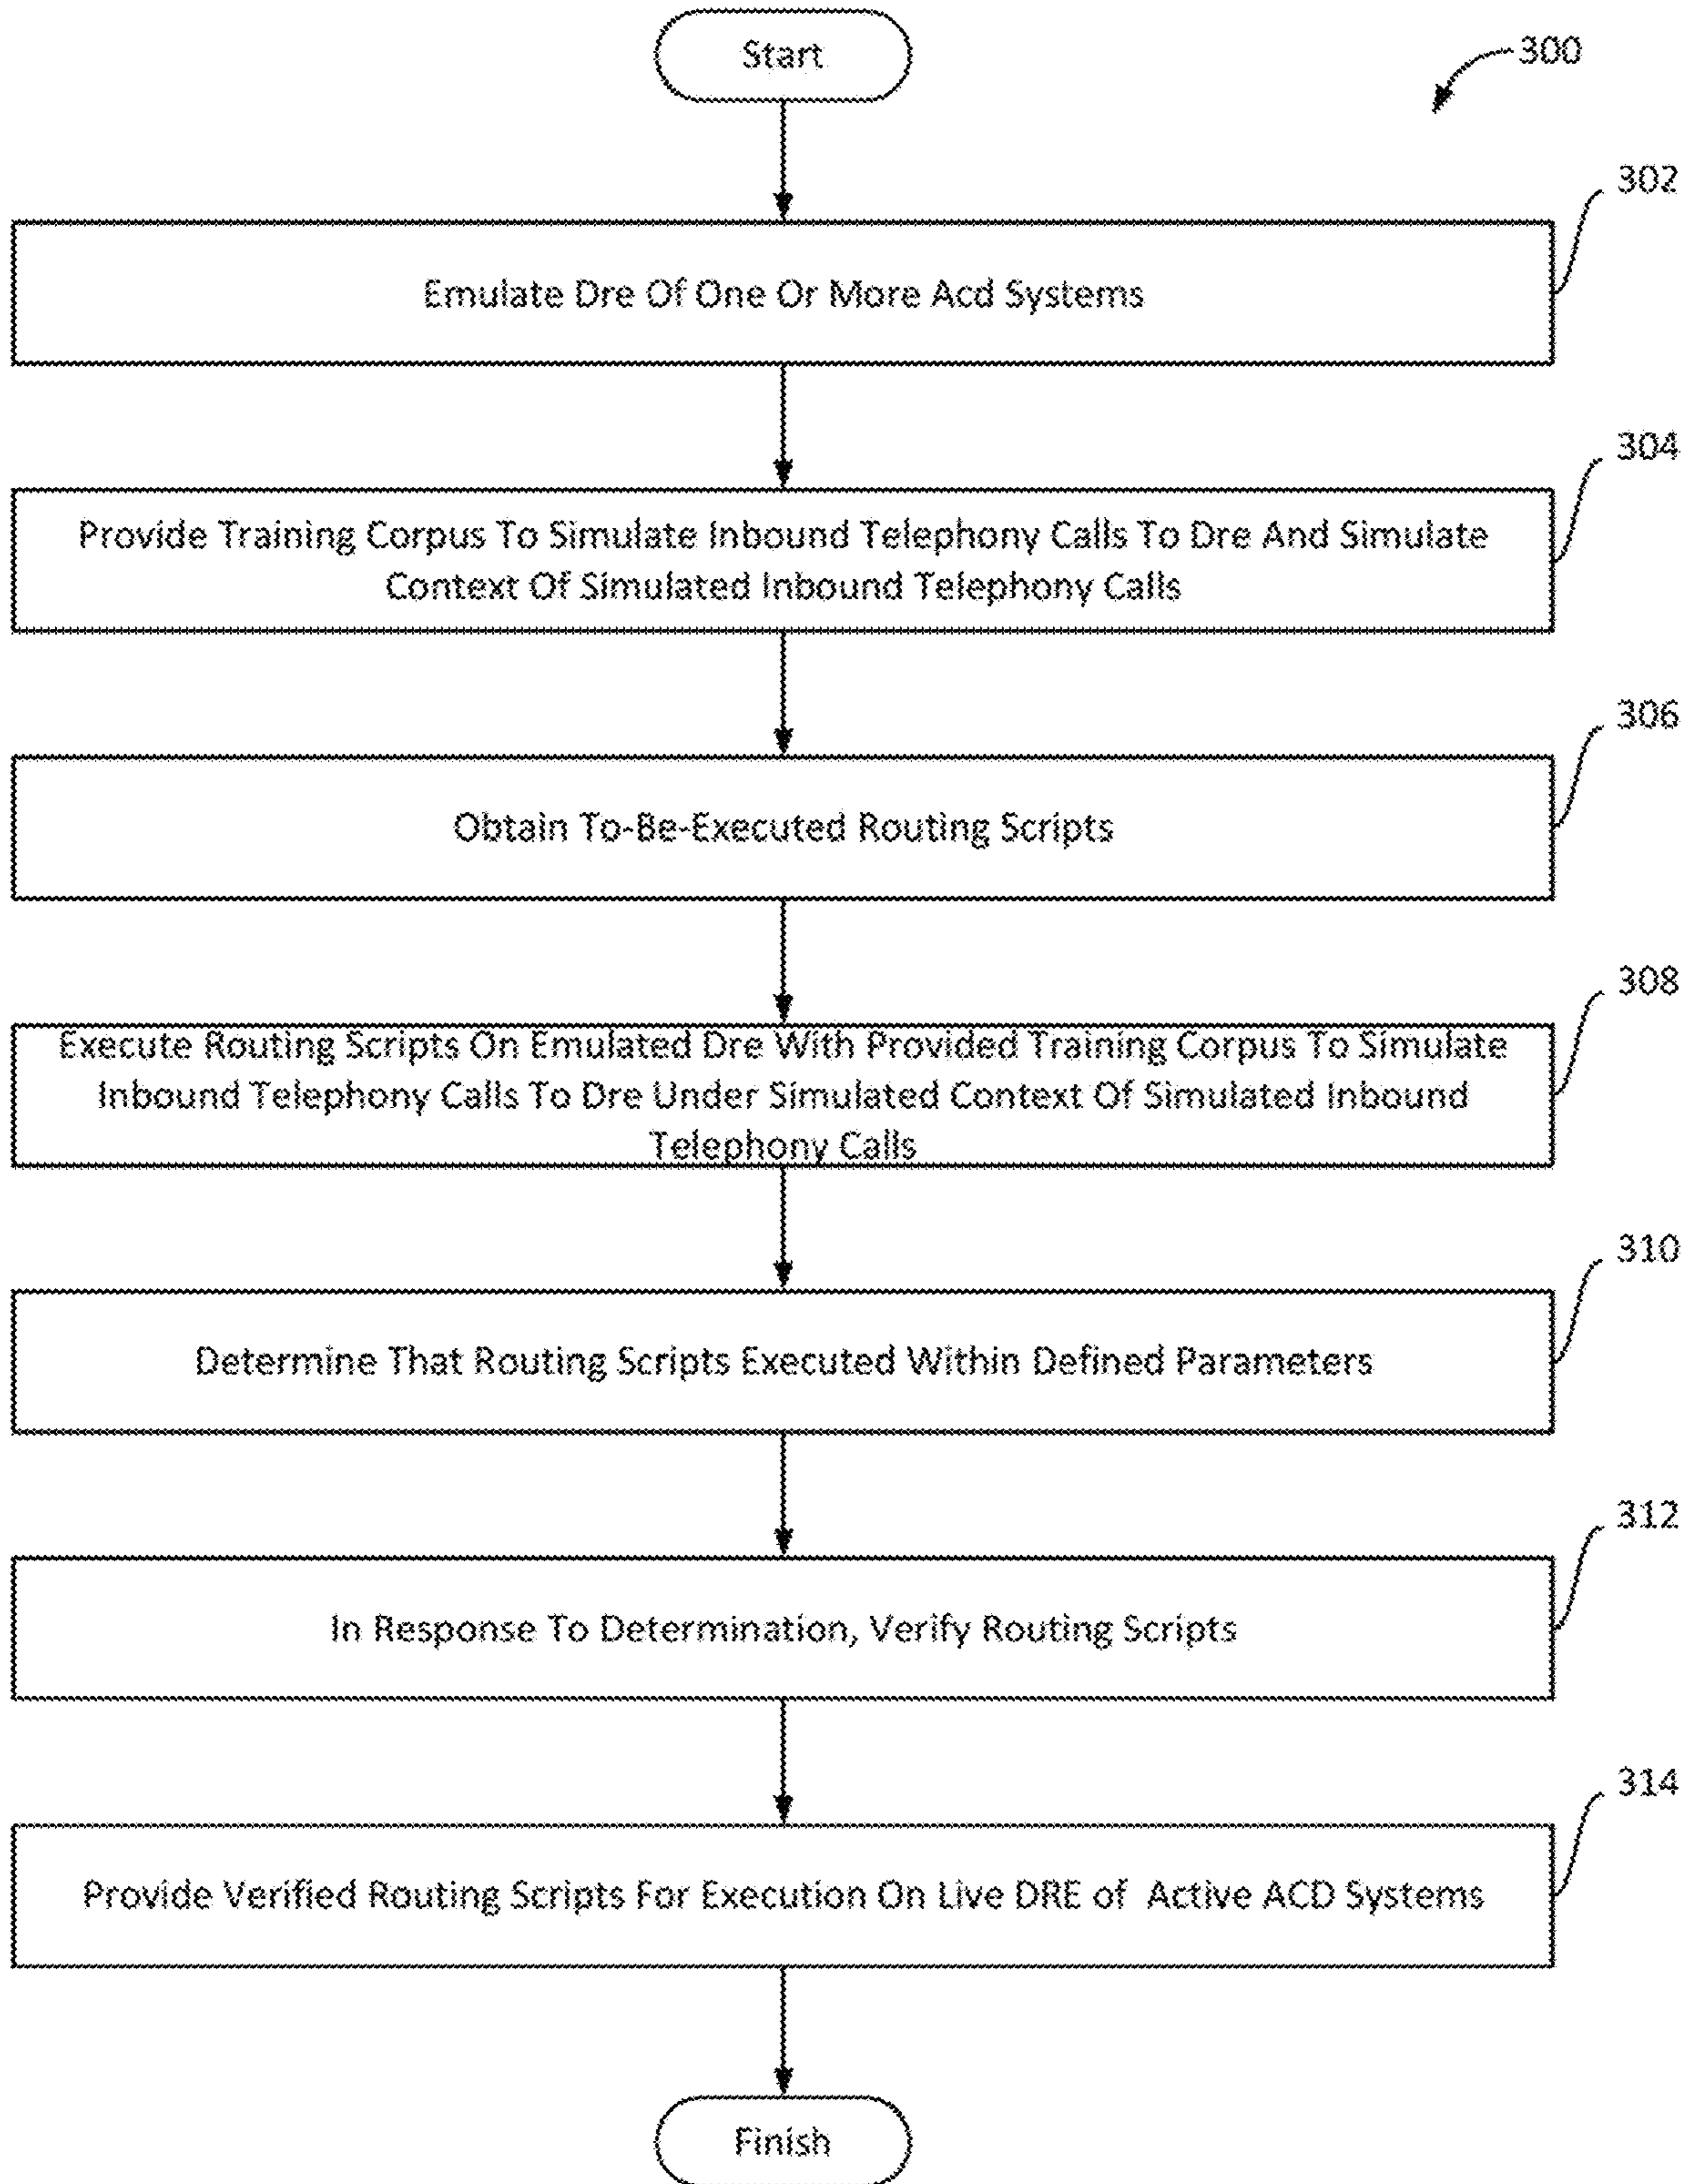 Start
300
302
Emulate Dre Of One Or More Acd Systems
304
Provide Training Corpus To Simulate Inbound Telephony Calls To Dre And Simulate
Context Of Simulated Inbound Telephony Calls
306
Obtain To-Be-Executed Routing Scripts
308
Execute Routing Scripts On Emulated Dre With Provided Training Corpus To Simulate
Inbound Telephony Calls To Dre Under Simulated Context Of Simulated Inbound
Telephony Calls
310
Determine That Routing Scripts Executed Within Defined Parameters
312
In Response To Determination, Verify Routing Scripts
314
Provide Verified Routing Scripts For Execution On Live DRE of Active ACD Systems
Finish